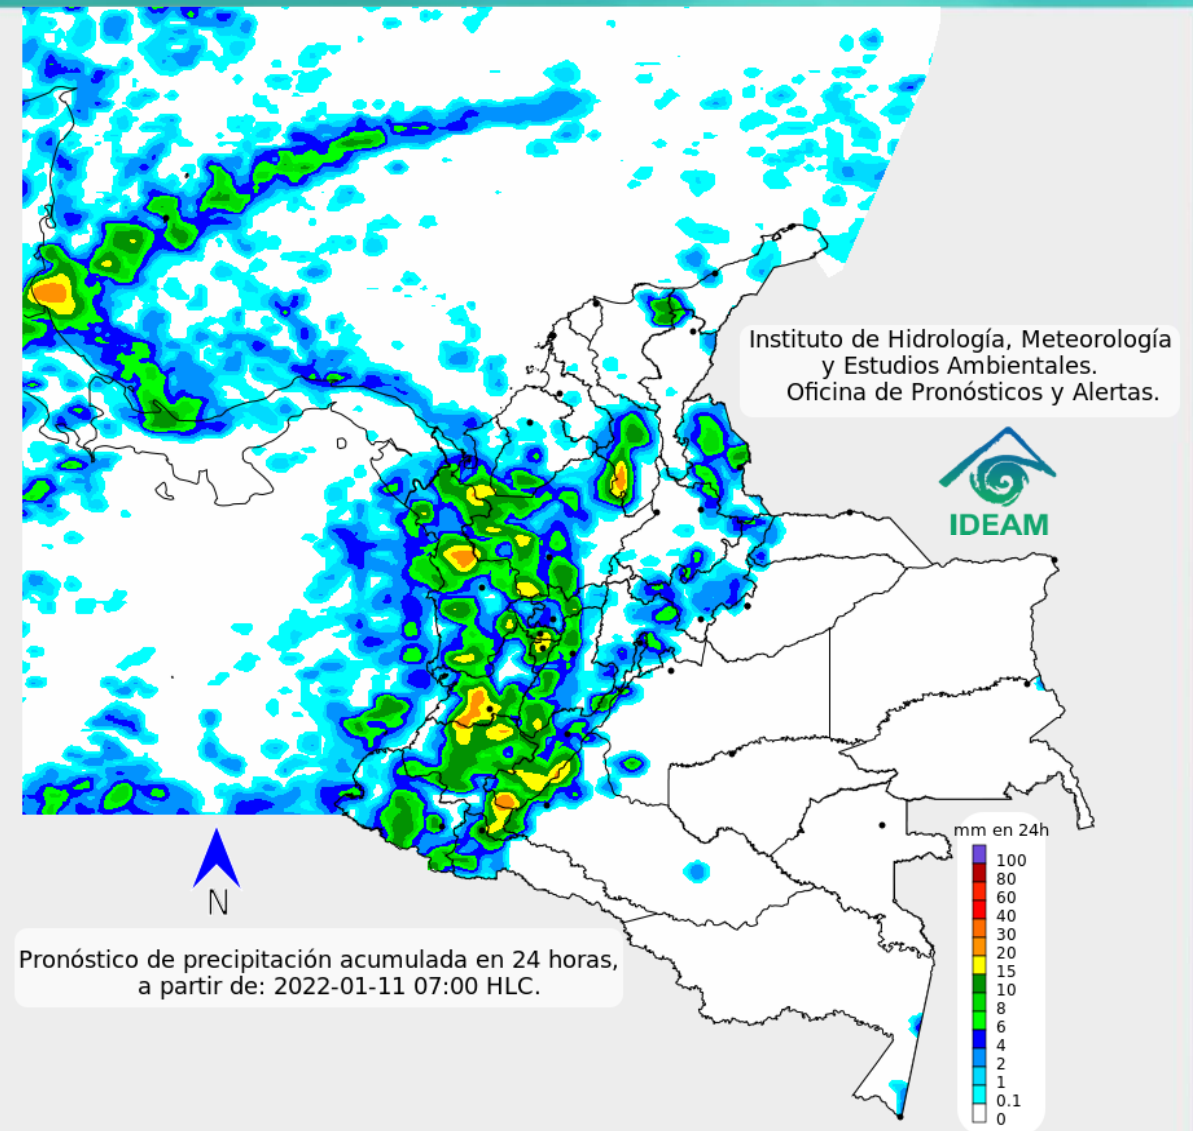 Instituto de Hidrología, Meteorología
y Estudios Ambientales.
Oficina de Pronósticos y Alertas.
IDEAM
N
Pronóstico de precipitación acumulada en 24 horas,
a partir de: 2022-01-11 07:00 HLC.
mm en 24h
100
80
60
40
30
20
15
10
8
6
4
2
1
0.1
0